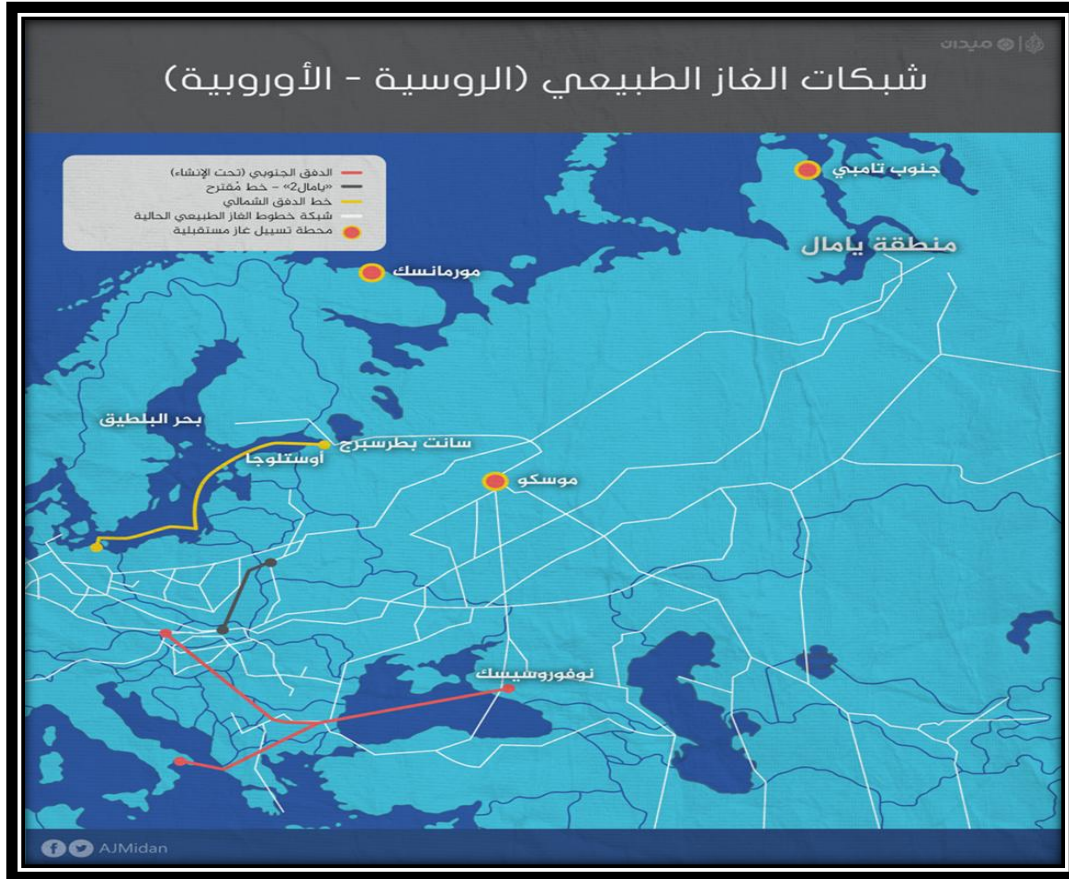 ميدان
شبكات الغاز الطبيعي (الروسية - الأوروبية)
الدفق الجنوبي (تحت الإنشاء)
«يامال2» - خط مُقترح
خط الدفق الشمالي
شبكة خطوط الغاز الطبيعي الحالية
محطة تسييل غاز مستقبلية
جنوب تامبي
منطقة يامال
مورمانسك
بحر البلطيق
سانت بطرسبرج
أوستلوجا
موسكو
نوفوروسيسك
AJMidan